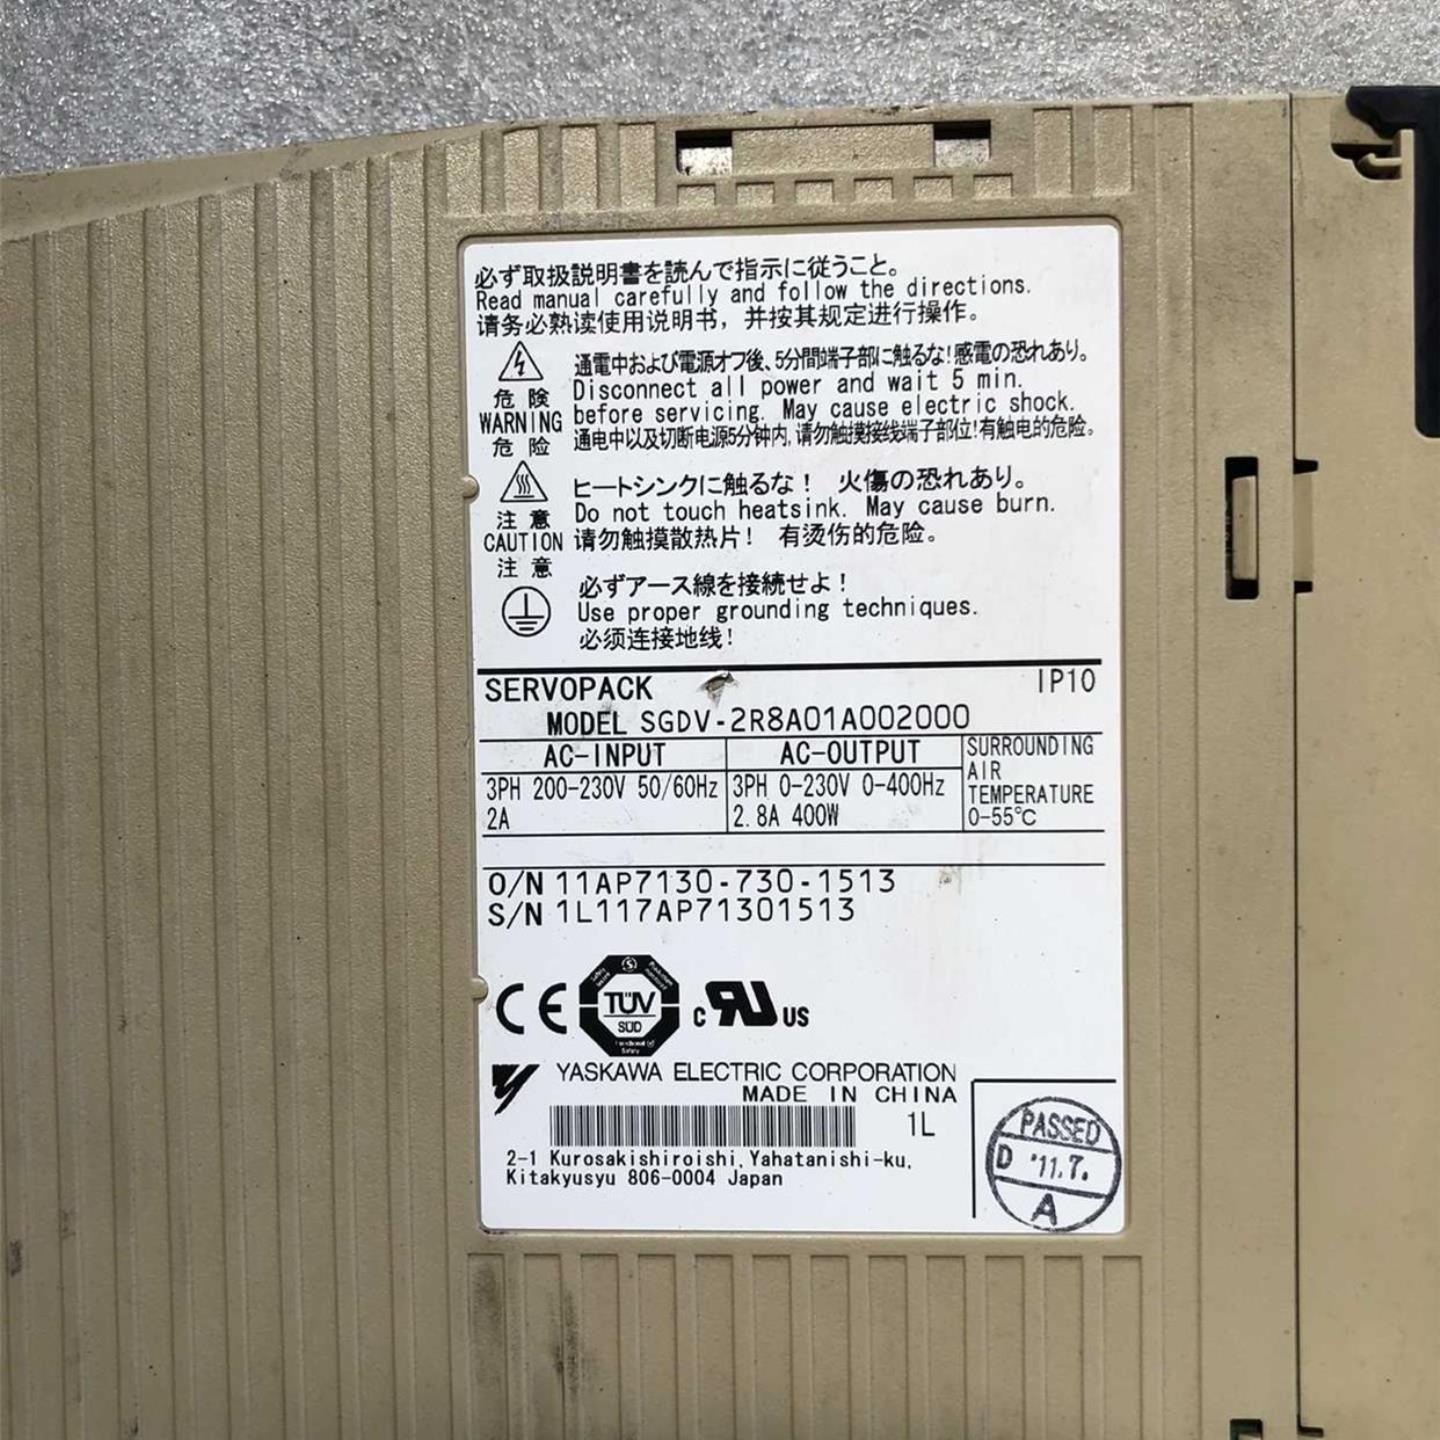 必ず取扱説明書を読んで指示に従うこと。
Read manual carefully and follow the directions.
请务必熟读使用说明书，并按其规定进行操作。
危 険
WARNING
危 险
通電中および電源オフ後、5分間端子部に触るな!感電の恐れあり。
Disconnect all power and wait 5 min.
before servicing. May cause electric shock.
通电中以及切断电源5分钟内,请勿触摸接线端子部位!有触电的危险。
注 意
CAUTION
注 意
ヒートシンクに触るな! 火傷の恐れあり。
Do not touch heatsink. May cause burn.
请勿触摸散热片! 有烫伤的危险。
必ずアース線を接続せよ!
Use proper grounding techniques.
必须连接地线!
SERVOPACK IP10
MODEL SGDV-2R8A01A002000
AC-INPUT
3PH 200-230V 50/60Hz
2A
AC-OUTPUT
3PH 0-230V 0-400Hz
2.8A 400W
SURROUNDING
AIR
TEMPERATURE
0-55℃
O/N 11AP7130-730-1513
S/N 1L117AP71301513
CE
TÜV
SÜD
Functional
Safety
c RU US
YASKAWA ELECTRIC CORPORATION
MADE IN CHINA
1L
2-1 Kurosakishiroishi,Yahatanishi-ku,
Kitakyusyu 806-0004 Japan
PASSED
D '11.7.
A